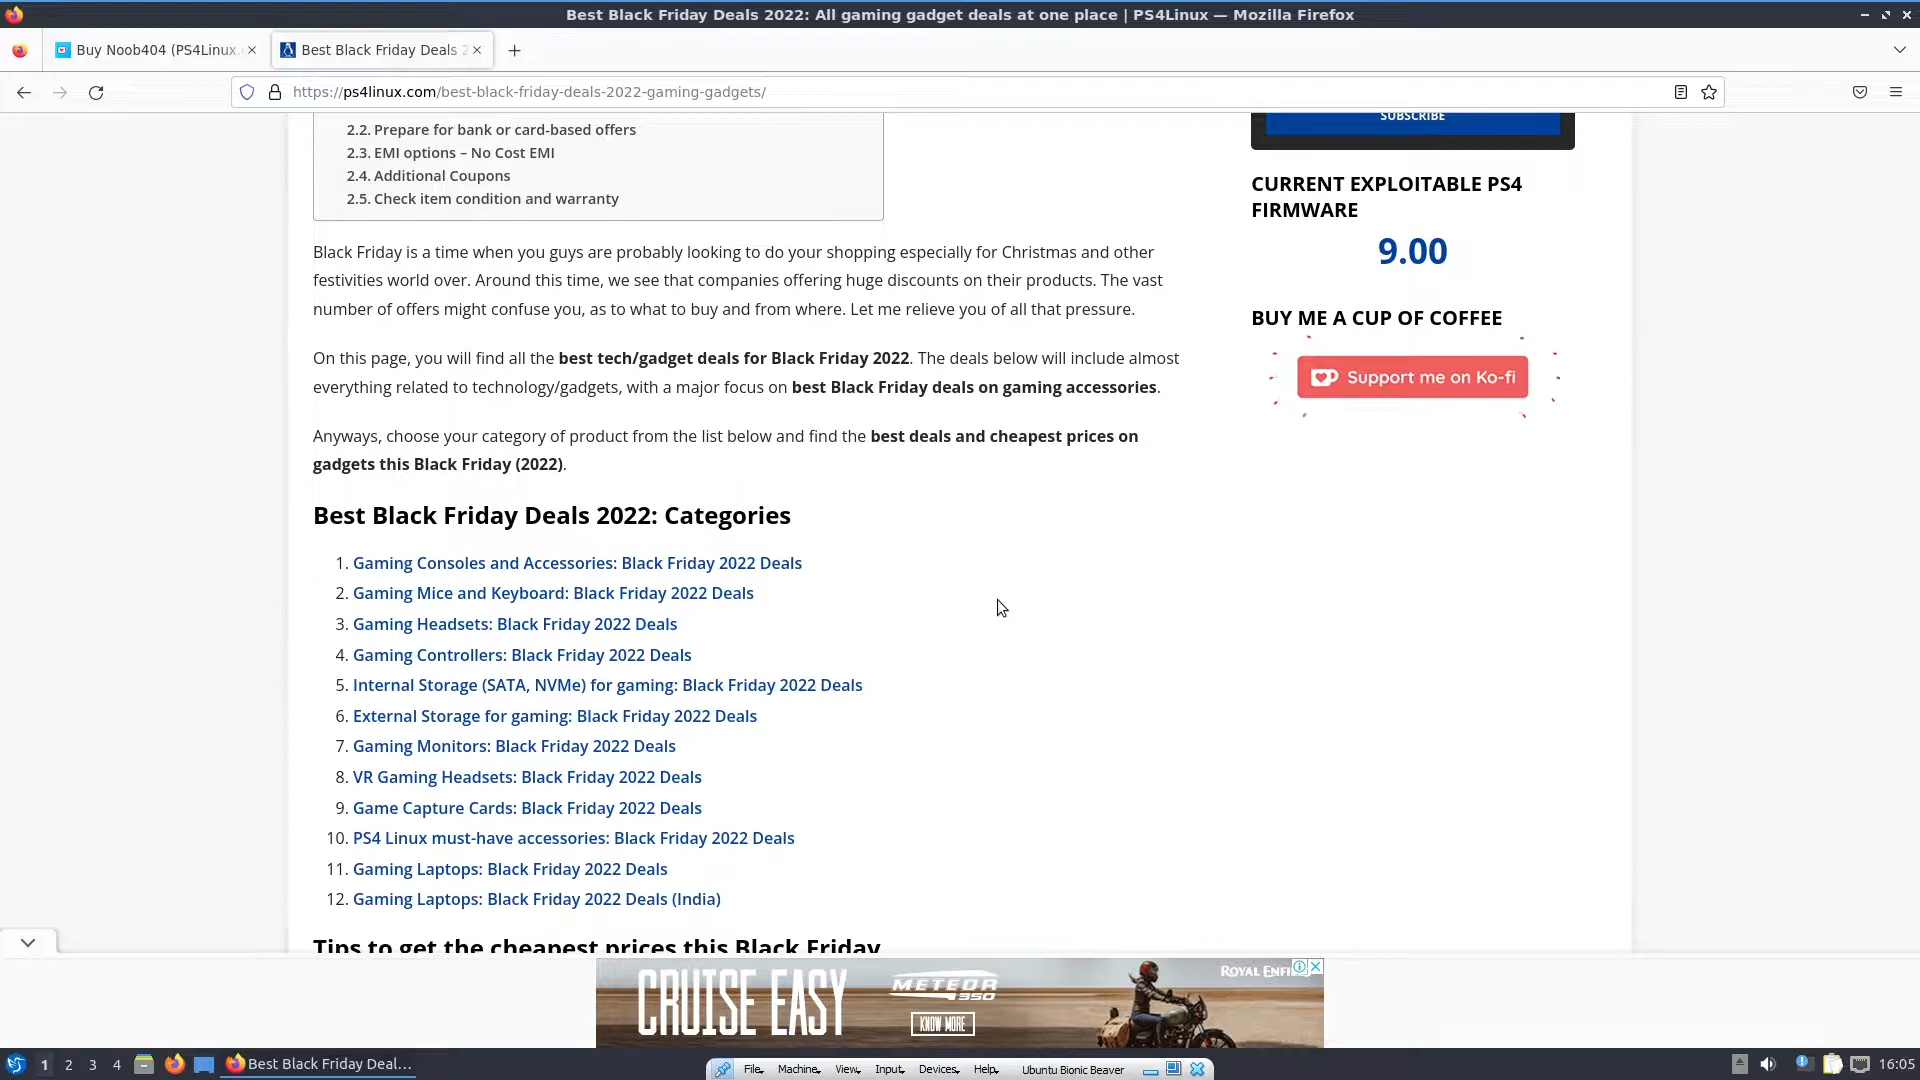 Best Black Friday Deals 2022: All gaming gadget deals at one place | PS4Linux — Mozilla Firefox
Buy Noob404 (PS4Linux.
Best Black Friday Deals 2
https://ps4linux.com/best-black-friday-deals-2022-gaming-gadgets/
2.2. Prepare for bank or card-based offers
2.3. EMI options – No Cost EMI
2.4. Additional Coupons
2.5. Check item condition and warranty
Black Friday is a time when you guys are probably looking to do your shopping especially for Christmas and other
festivities world over. Around this time, we see that companies offering huge discounts on their products. The vast
number of offers might confuse you, as to what to buy and from where. Let me relieve you of all that pressure.
On this page, you will find all the best tech/gadget deals for Black Friday 2022. The deals below will include almost
everything related to technology/gadgets, with a major focus on best Black Friday deals on gaming accessories.
Anyways, choose your category of product from the list below and find the best deals and cheapest prices on
gadgets this Black Friday (2022).
Best Black Friday Deals 2022: Categories
1. Gaming Consoles and Accessories: Black Friday 2022 Deals
2. Gaming Mice and Keyboard: Black Friday 2022 Deals
3. Gaming Headsets: Black Friday 2022 Deals
4. Gaming Controllers: Black Friday 2022 Deals
5. Internal Storage (SATA, NVMe) for gaming: Black Friday 2022 Deals
6. External Storage for gaming: Black Friday 2022 Deals
7. Gaming Monitors: Black Friday 2022 Deals
8. VR Gaming Headsets: Black Friday 2022 Deals
9. Game Capture Cards: Black Friday 2022 Deals
10. PS4 Linux must-have accessories: Black Friday 2022 Deals
11. Gaming Laptops: Black Friday 2022 Deals
12. Gaming Laptops: Black Friday 2022 Deals (India)
Tips to get the cheapest prices this Black Friday
SUBSCRIBE
CURRENT EXPLOITABLE PS4
FIRMWARE
9.00
BUY ME A CUP OF COFFEE
Support me on Ko-fi
CRUISE EASY
METEOR
350
KNOW MORE
ROYAL ENFI
1 2 3 4
Best Black Friday Deal...
File Machine View Input Devices Help Ubuntu Bionic Beaver
16:05